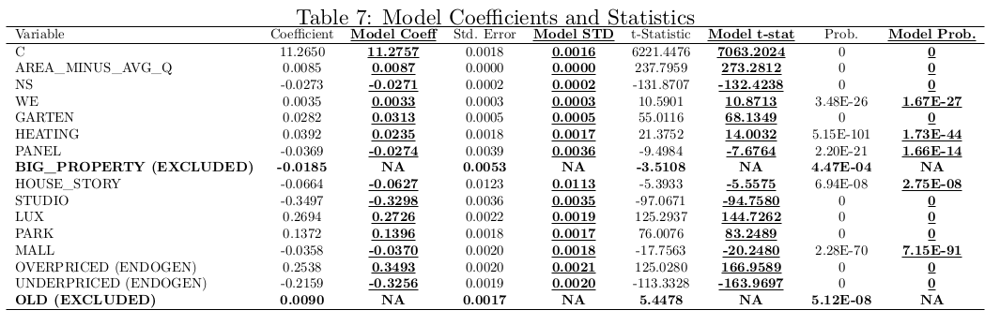 Table 7: Model Coefficients and Statistics
Variable Coefficient Model Coeff Std. Error Model STD t-Statistic Model t-stat Prob. Model Prob.
C 11.2650 11.2757 0.0018 0.0016 6221.4476 7063.2024 0 0
AREA_MINUS_AVG_Q 0.0085 0.0087 0.0000 0.0000 237.7959 273.2812 0 0
NS -0.0273 -0.0271 0.0002 0.0002 -131.8707 -132.4238 0 0
WE 0.0035 0.0033 0.0003 0.0003 10.5901 10.8713 3.48E-26 1.67E-27
GARTEN 0.0282 0.0313 0.0005 0.0005 55.0116 68.1349 0 0
HEATING 0.0392 0.0235 0.0018 0.0017 21.3752 14.0032 5.15E-101 1.73E-44
PANEL -0.0369 -0.0274 0.0039 0.0036 -9.4984 -7.6764 2.20E-21 1.66E-14
BIG_PROPERTY (EXCLUDED) -0.0185 NA 0.0053 NA -3.5108 NA 4.47E-04 NA
HOUSE_STORY -0.0664 -0.0627 0.0123 0.0113 -5.3933 -5.5575 6.94E-08 2.75E-08
STUDIO -0.3497 -0.3298 0.0036 0.0035 -97.0671 -94.7580 0 0
LUX 0.2694 0.2726 0.0022 0.0019 125.2937 144.7262 0 0
PARK 0.1372 0.1396 0.0018 0.0017 76.0076 83.2489 0 0
MALL -0.0358 -0.0370 0.0020 0.0018 -17.7563 -20.2480 2.28E-70 7.15E-91
OVERPRICED (ENDOGEN) 0.2538 0.3493 0.0020 0.0021 125.0280 166.9589 0 0
UNDERPRICED (ENDOGEN) -0.2159 -0.3256 0.0019 0.0020 -113.3328 -163.9697 0 0
OLD (EXCLUDED) 0.0090 NA 0.0017 NA 5.4478 NA 5.12E-08 NA